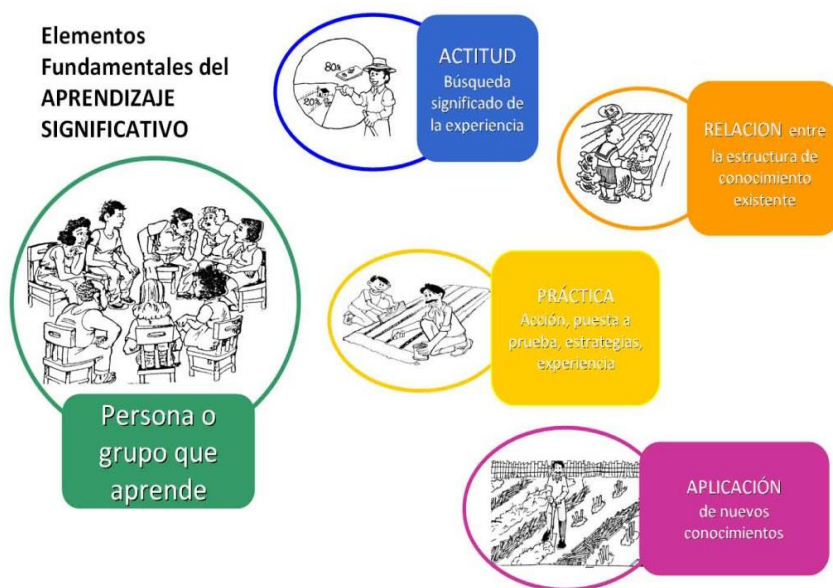 Elementos
Fundamentales del
APRENDIZAJE
SIGNIFICATIVO
80%
20%
ACTITUD
Búsqueda
significado de
la experiencia
RELACION entre
la estructura de
conocimiento
existente
PRÁCTICA
Acción, puesta a
prueba, estrategias,
experiencia
Persona o
grupo que
aprende
APLICACIÓN
de nuevos
conocimientos